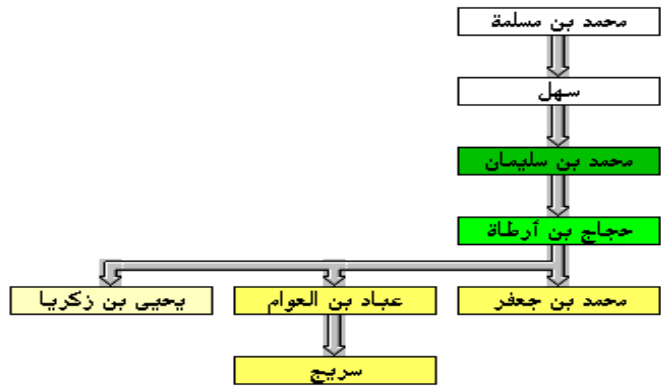 محمد بن مسلمة
سهل
محمد بن سليمان
حجاج بن أرطاة
محمد بن جعفر
عباد بن العوام
يحيى بن زكريا
سريج